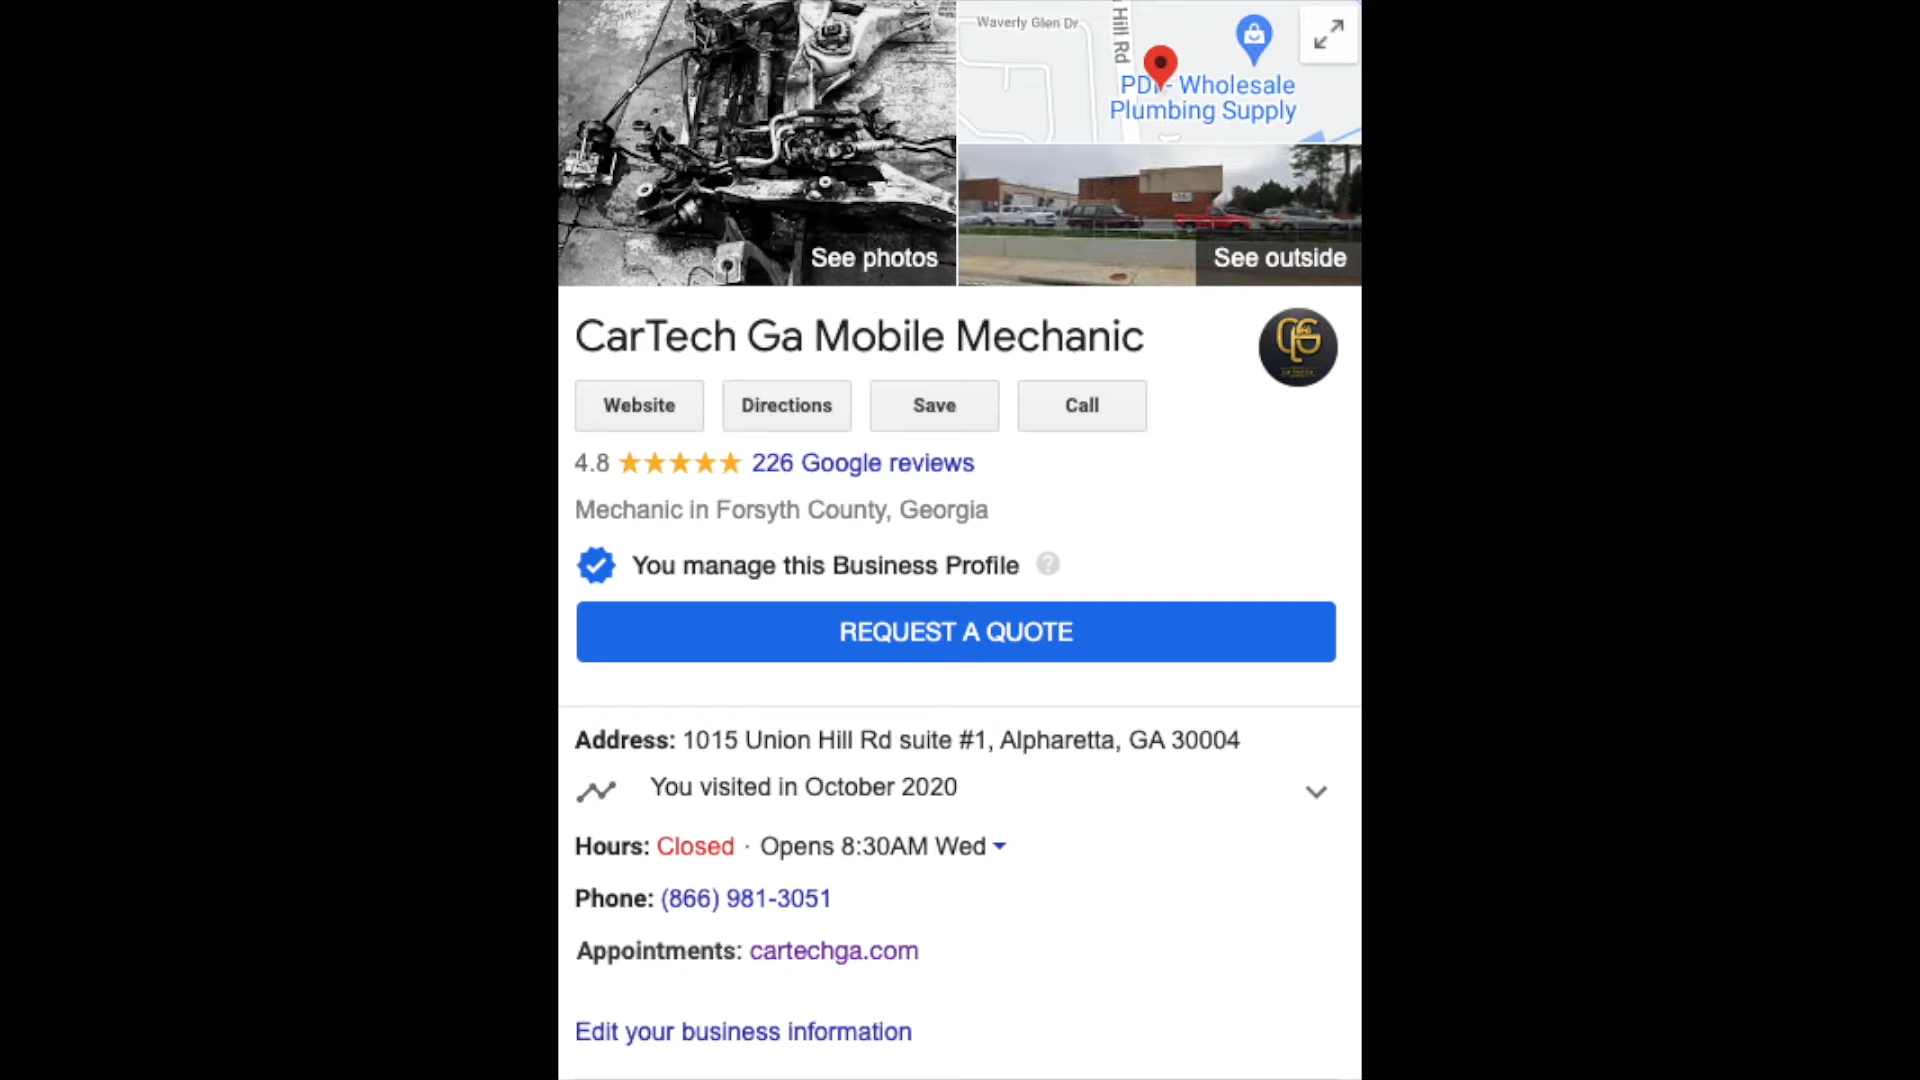 Waverly Glen Dr
Hill Rd
PDI - Wholesale
Plumbing Supply
See photos
See outside
CarTech Ga Mobile Mechanic
Website
Directions
Save
Call
4.8 226 Google reviews
Mechanic in Forsyth County, Georgia
You manage this Business Profile
REQUEST A QUOTE
Address: 1015 Union Hill Rd suite #1, Alpharetta, GA 30004
You visited in October 2020
Hours: Closed · Opens 8:30AM Wed
Phone: (866) 981-3051
Appointments: cartechga.com
Edit your business information